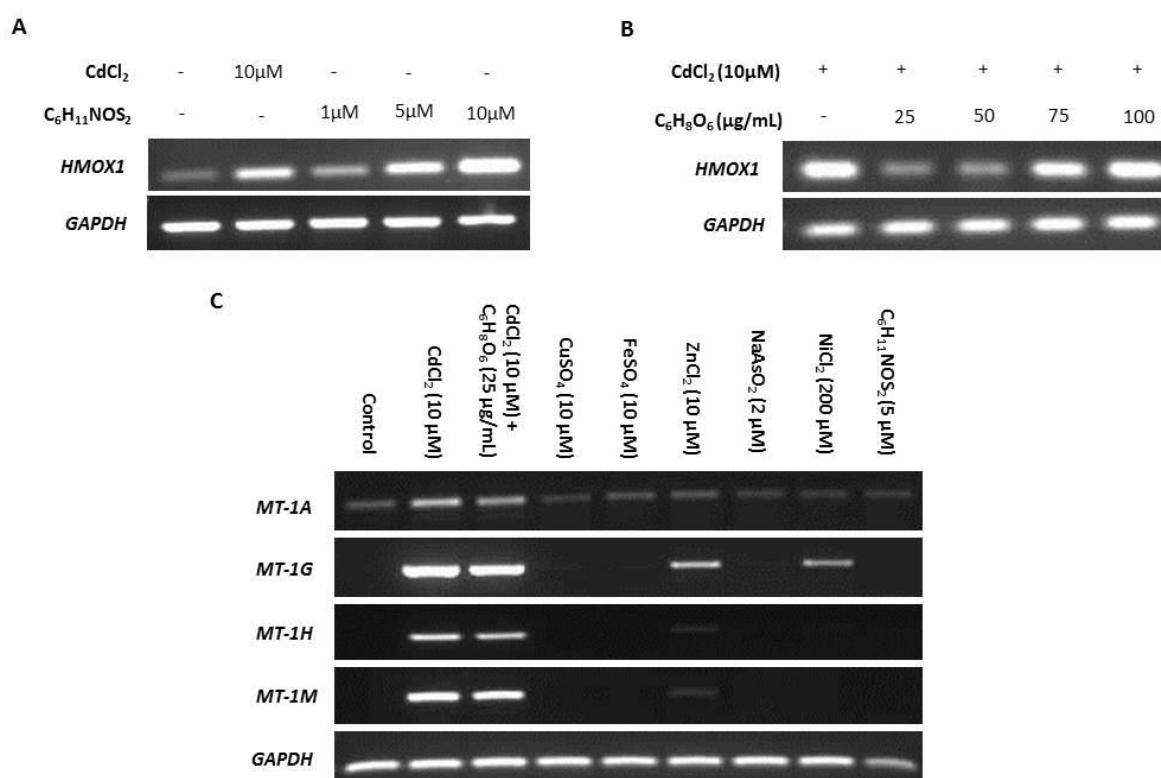 A
CdCl₂ - 10μM - - -
C₆H₁₁NOS₂ - - 1μM 5μM 10μM
HMOX1
GAPDH
B
CdCl₂ (10μM) + + + + +
C₆H₈O₆ (μg/mL) - 25 50 75 100
HMOX1
GAPDH
C
Control
CdCl₂ (10 μM)
CdCl₂ (10 μM) +
C₆H₈O₆ (25 μg/mL)
CuSO₄ (10 μM)
FeSO₄ (10 μM)
ZnCl₂ (10 μM)
NaAsO₂ (2 μM)
NiCl₂ (200 μM)
C₆H₁₁NOS₂ (5 μM)
MT-1A
MT-1G
MT-1H
MT-1M
GAPDH